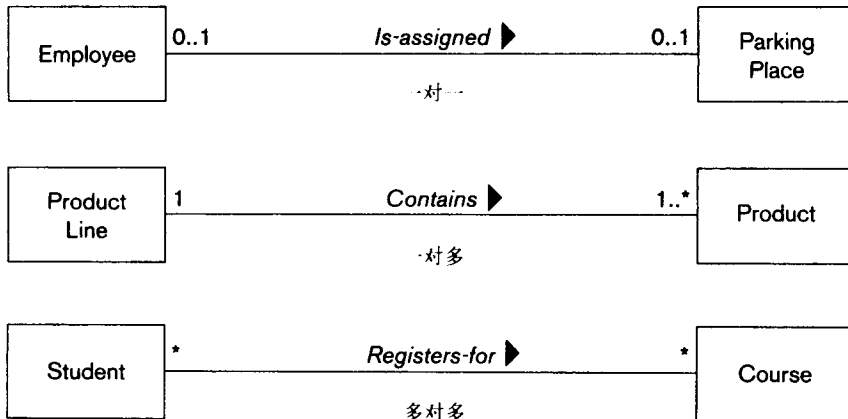 Employee
0..1
Is-assigned ▶
0..1
Parking
Place
一对一
Product
Line
1
Contains ▶
1..*
Product
一对多
Student
*
Registers-for ▶
*
Course
多对多